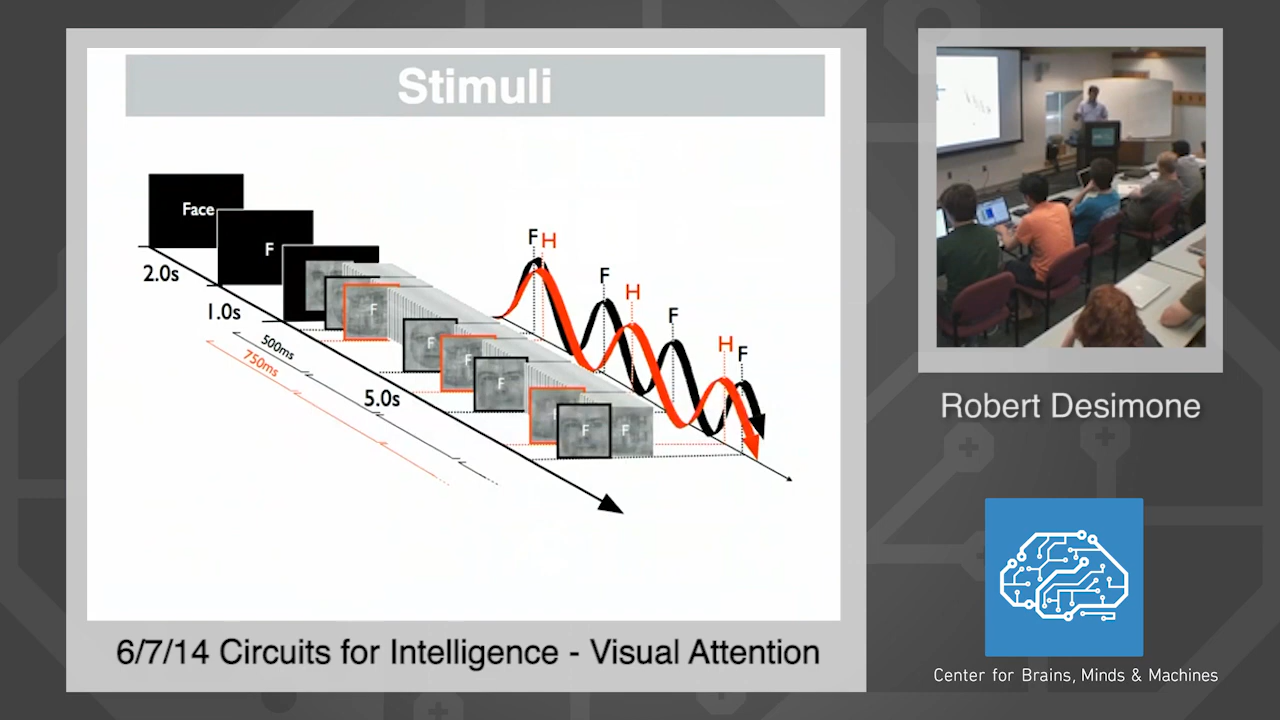 Stimuli
Face
F
2.0s
1.0s
500ms
750ms
5.0s
F
F
F
F
F
F
F
F H
F
H
F
H F
6/7/14 Circuits for Intelligence - Visual Attention
Robert Desimone
Center for Brains, Minds & Machines